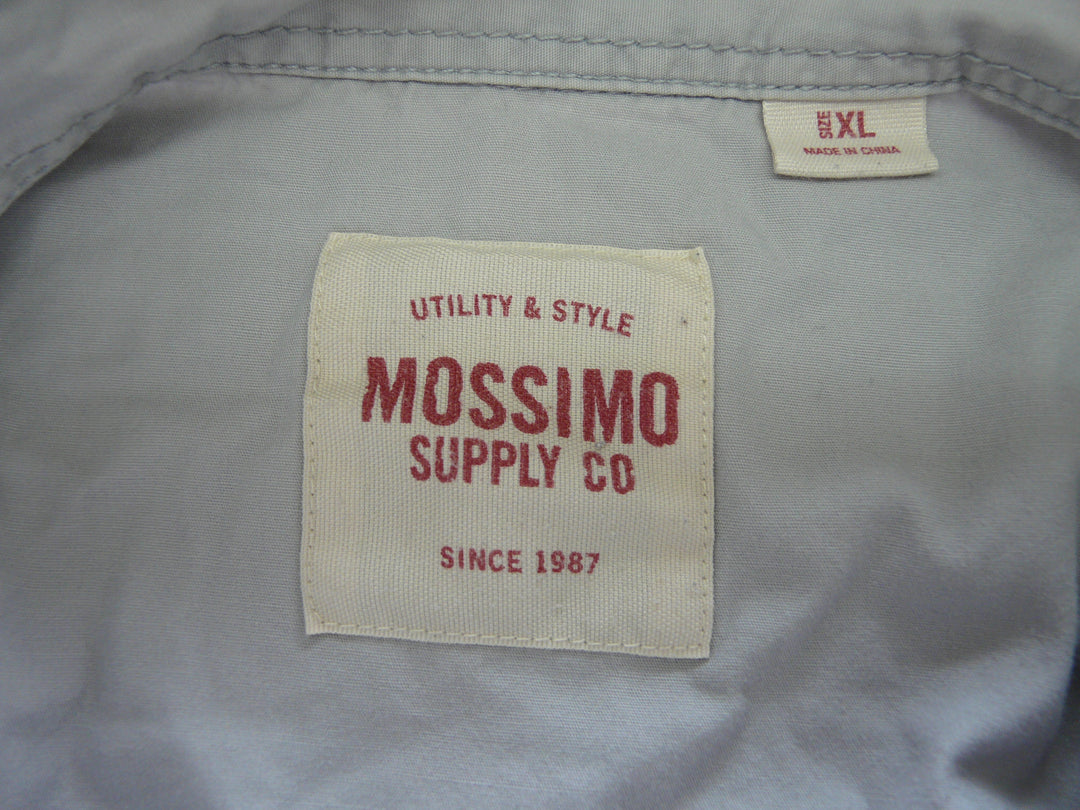 SIZE XL
MADE IN CHINA
UTILITY & STYLE
MOSSIMO
SUPPLY CO
SINCE 1987